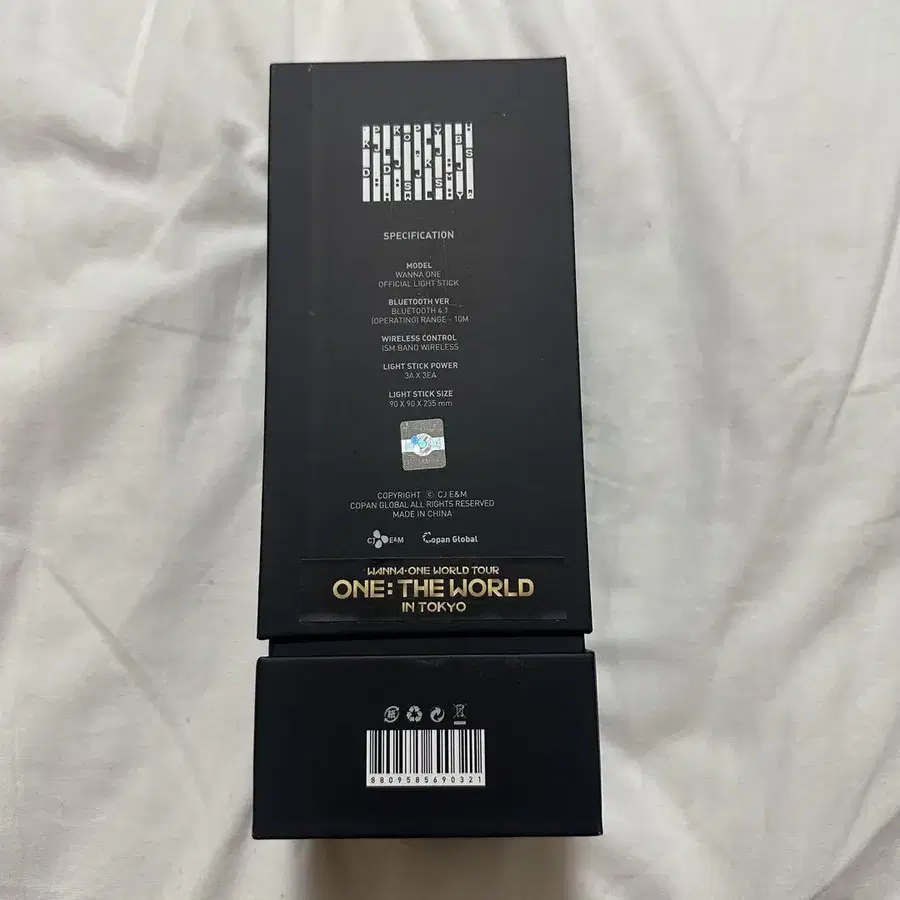 SPECIFICATION
MODEL
WANNA ONE
OFFICIAL LIGHT STICK
BLUETOOTH VER
BLUETOOTH 4.1
(OPERATING) RANGE - 10M
WIRELESS CONTROL
ISM BAND WIRELESS
LIGHT STICK POWER
3A X 3EA
LIGHT STICK SIZE
90 X 90 X 235 mm
COPYRIGHT © CJ E&M
COPAN GLOBAL ALL RIGHTS RESERVED
MADE IN CHINA
CJ E&M Copan Global
WANNA·ONE WORLD TOUR
ONE: THE WORLD
IN TOKYO
8809585690321